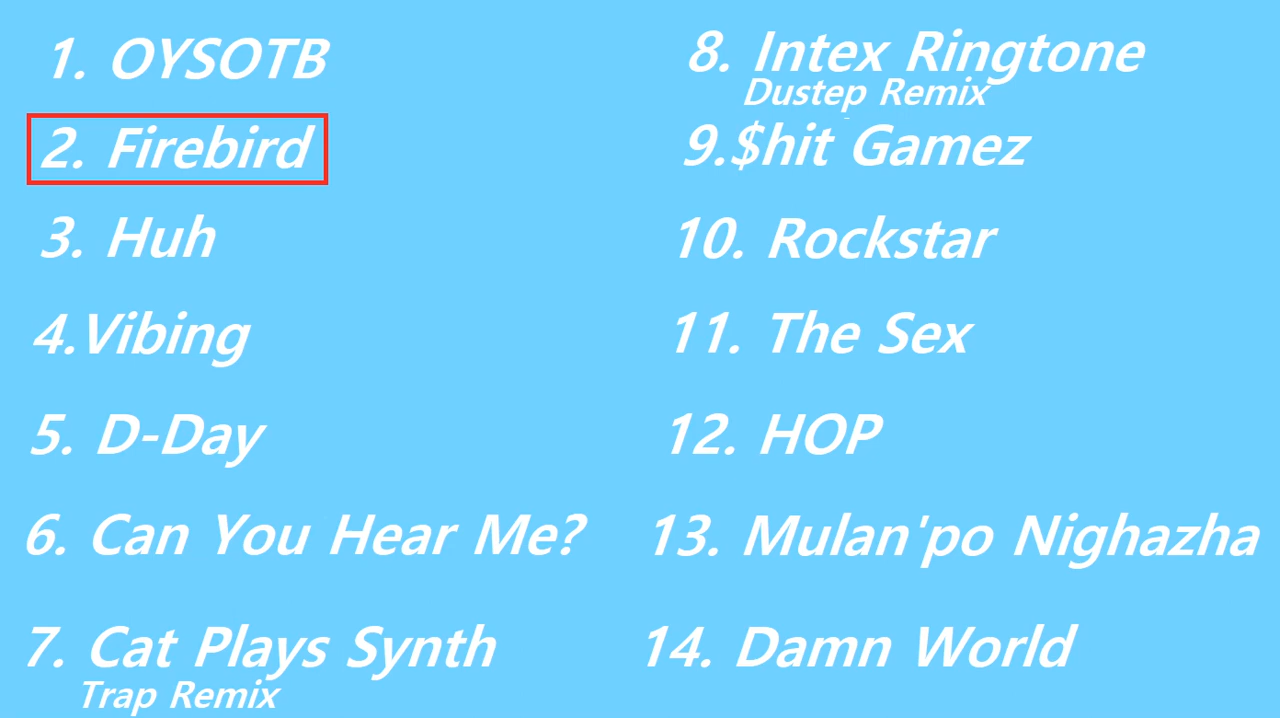 1. OYSOTB
2. Firebird
3. Huh
4.Vibing
5. D-Day
6. Can You Hear Me?
7. Cat Plays Synth
Trap Remix
8. Intex Ringtone
Dustep Remix
9.$hit Gamez
10. Rockstar
11. The Sex
12. HOP
13. Mulan'po Nighazha
14. Damn World